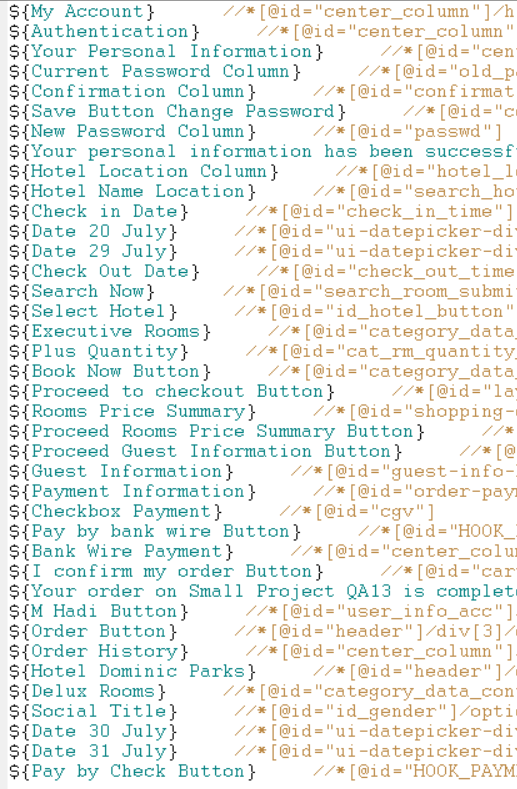 ${My Account}    //*[@id="center_column"]/h
${Authentication}    //*[@id="center_column"
${Your Personal Information}    //*[@id="cen
${Current Password Column}    //*[@id="old_p
${Confirmation Column}    //*[@id="confirmat
${Save Button Change Password}    //*[@id="c
${New Password Column}    //*[@id="passwd"]
${Your personal information has been successf
${Hotel Location Column}    //*[@id="hotel_l
${Hotel Name Location}    //*[@id="search_ho
${Check in Date}    //*[@id="check_in_time"]
${Date 20 July}    //*[@id="ui-datepicker-di
${Date 29 July}    //*[@id="ui-datepicker-di
${Check Out Date}    //*[@id="check_out_time
${Search Now}    //*[@id="search_room_submi
${Select Hotel}    //*[@id="id_hotel_button"
${Executive Rooms}    //*[@id="category_data_
${Plus Quantity}    //*[@id="cat_rm_quantity_
${Book Now Button}    //*[@id="category_data_
${Proceed to checkout Button}    //*[@id="lay
${Rooms Price Summary}    //*[@id="shopping-
${Proceed Rooms Price Summary Button}    //*
${Proceed Guest Information Button}    //*[@
${Guest Information}    //*[@id="guest-info-
${Payment Information}    //*[@id="order-pay
${Checkbox Payment}    //*[@id="cgv"]
${Pay by bank wire Button}    //*[@id="HOOK_
${Bank Wire Payment}    //*[@id="center_colu
${I confirm my order Button}    //*[@id="car
${Your order on Small Project QA13 is complet
${M Hadi Button}    //*[@id="user_info_acc"]
${Order Button}    //*[@id="header"]/div[3]/
${Order History}    //*[@id="center_column"]
${Hotel Dominic Parks}    //*[@id="header"]/
${Delux Rooms}    //*[@id="category_data_con
${Social Title}    //*[@id="id_gender"]/opti
${Date 30 July}    //*[@id="ui-datepicker-di
${Date 31 July}    //*[@id="ui-datepicker-di
${Pay by Check Button}    //*[@id="HOOK_PAYM